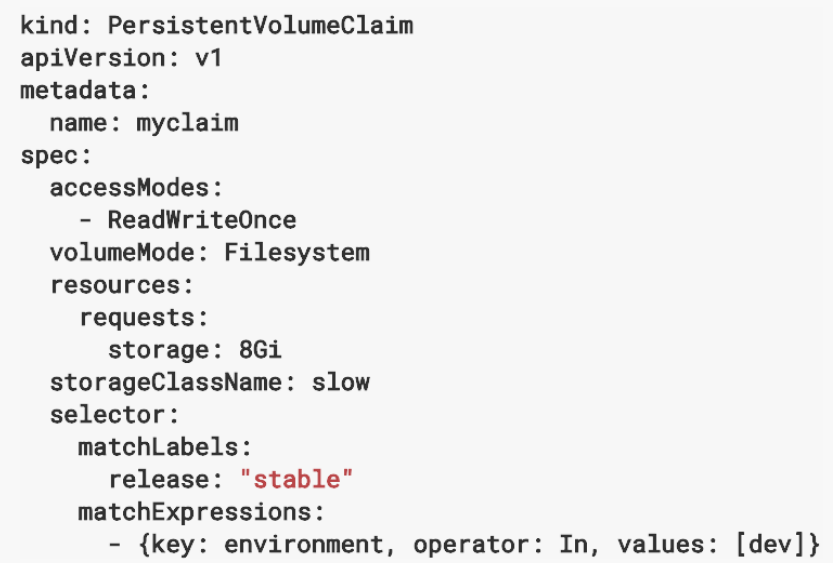 kind: PersistentVolumeClaim
apiVersion: v1
metadata:
  name: myclaim
spec:
  accessModes:
    - ReadWriteOnce
  volumeMode: Filesystem
  resources:
    requests:
      storage: 8Gi
  storageClassName: slow
  selector:
    matchLabels:
      release: "stable"
    matchExpressions:
      - {key: environment, operator: In, values: [dev]}